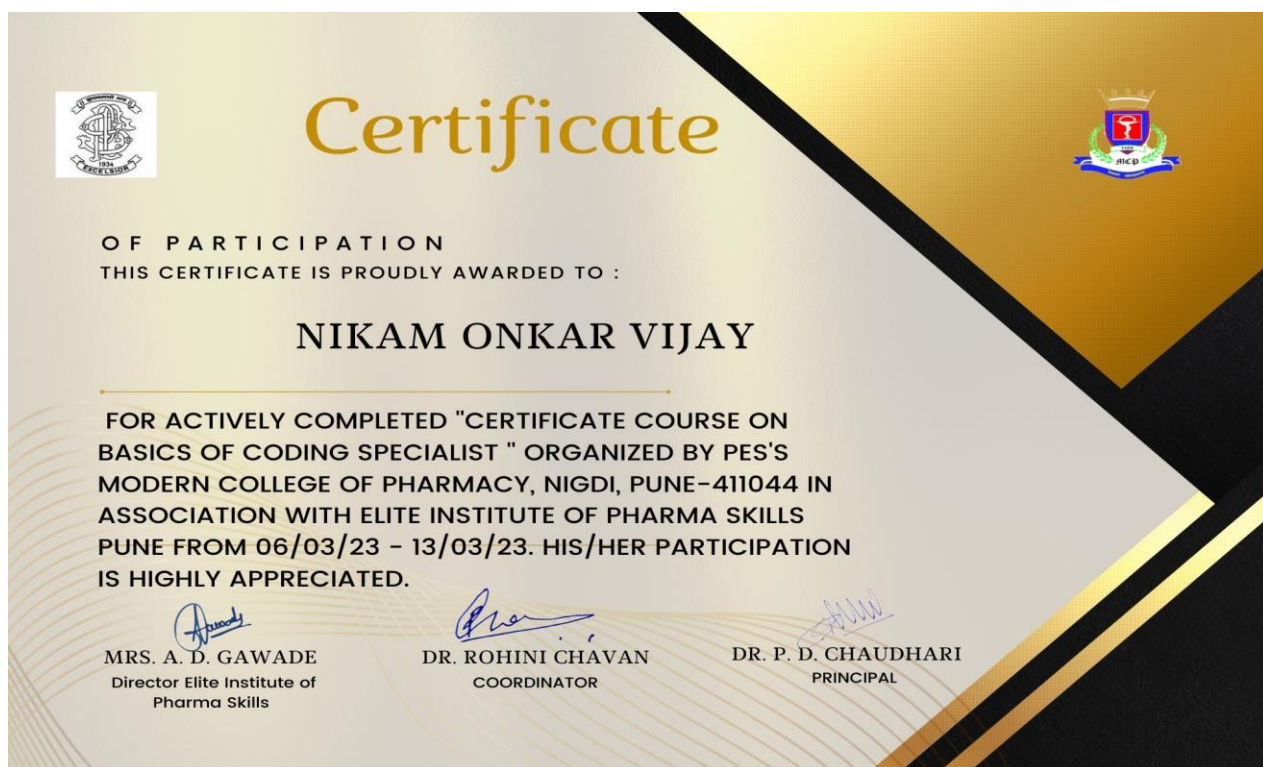 1934
EXCELSIOR
Certificate
MCP
OF PARTICIPATION
THIS CERTIFICATE IS PROUDLY AWARDED TO :
NIKAM ONKAR VIJAY
FOR ACTIVELY COMPLETED "CERTIFICATE COURSE ON
BASICS OF CODING SPECIALIST " ORGANIZED BY PES'S
MODERN COLLEGE OF PHARMACY, NIGDI, PUNE-411044 IN
ASSOCIATION WITH ELITE INSTITUTE OF PHARMA SKILLS
PUNE FROM 06/03/23 - 13/03/23. HIS/HER PARTICIPATION
IS HIGHLY APPRECIATED.
MRS. A. D. GAWADE
Director Elite Institute of
Pharma Skills
DR. ROHINI CHAVAN
COORDINATOR
DR. P. D. CHAUDHARI
PRINCIPAL